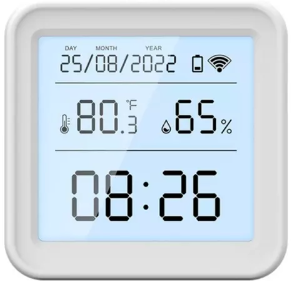 DAY MONTH YEAR
25/08/2022
80.3 °F 65%
08:26